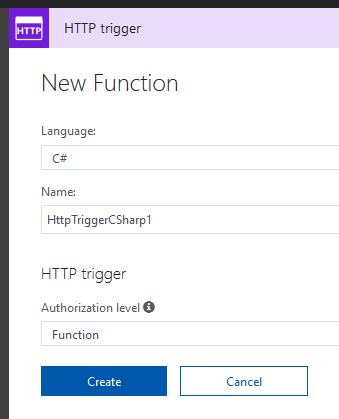 HTTP
HTTP trigger
New Function
Language:
C#
Name:
HttpTriggerCSharp1
HTTP trigger
Authorization level
Function
Create Cancel